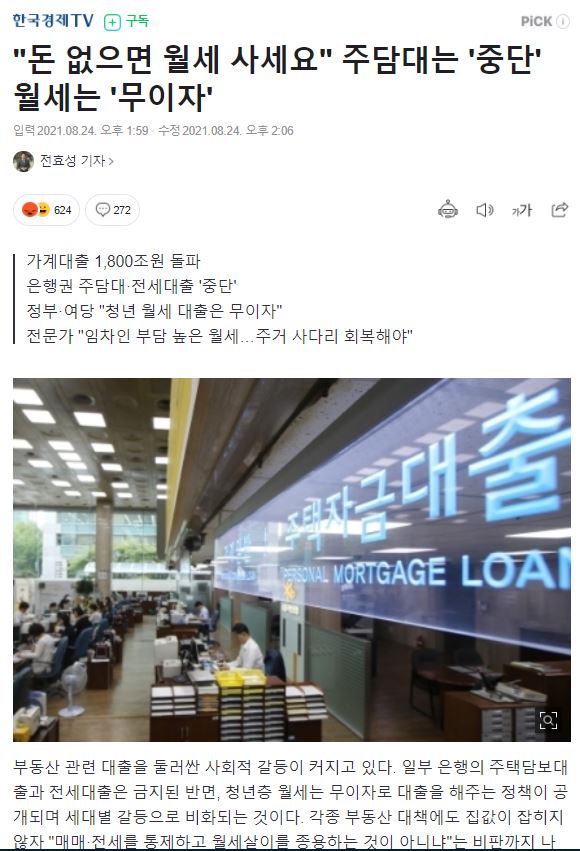 한국경제TV 구독 PiCK
"돈 없으면 월세 사세요" 주담대는 '중단'
월세는 '무이자'
입력 2021.08.24. 오후 1:59 · 수정 2021.08.24. 오후 2:06
전효성 기자
624 272 가가
가계대출 1,800조원 돌파
은행권 주담대·전세대출 '중단'
정부·여당 "청년 월세 대출은 무이자"
전문가 "임차인 부담 높은 월세…주거 사다리 회복해야"
주택자금대출
PERSONAL MORTGAGE LOAN
부동산 관련 대출을 둘러싼 사회적 갈등이 커지고 있다. 일부 은행의 주택담보대
출과 전세대출은 금지된 반면, 청년층 월세는 무이자로 대출을 해주는 정책이 공
개되며 세대별 갈등으로 비화되는 것이다. 각종 부동산 대책에도 집값이 잡히지
않자 "매매·전세를 통제하고 월세살이를 종용하는 것이 아니냐"는 비판까지 나